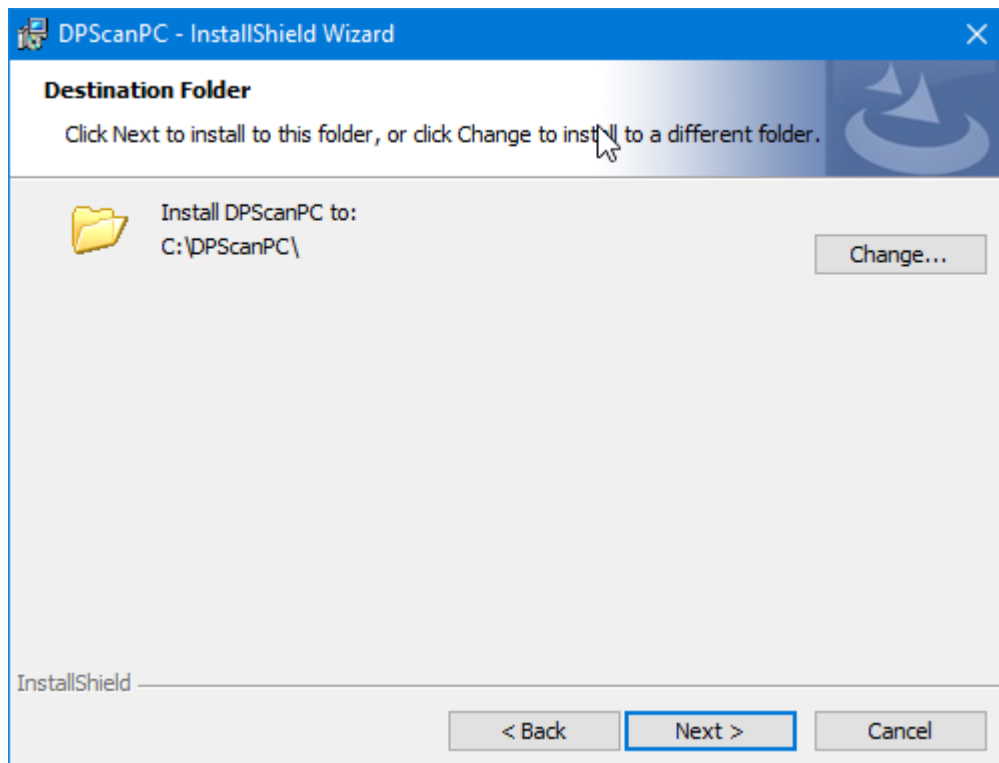 DPScanPC - InstallShield Wizard
Destination Folder
Click Next to install to this folder, or click Change to install to a different folder.
Install DPScanPC to:
C:\DPScanPC\
Change...
InstallShield
< Back
Next >
Cancel